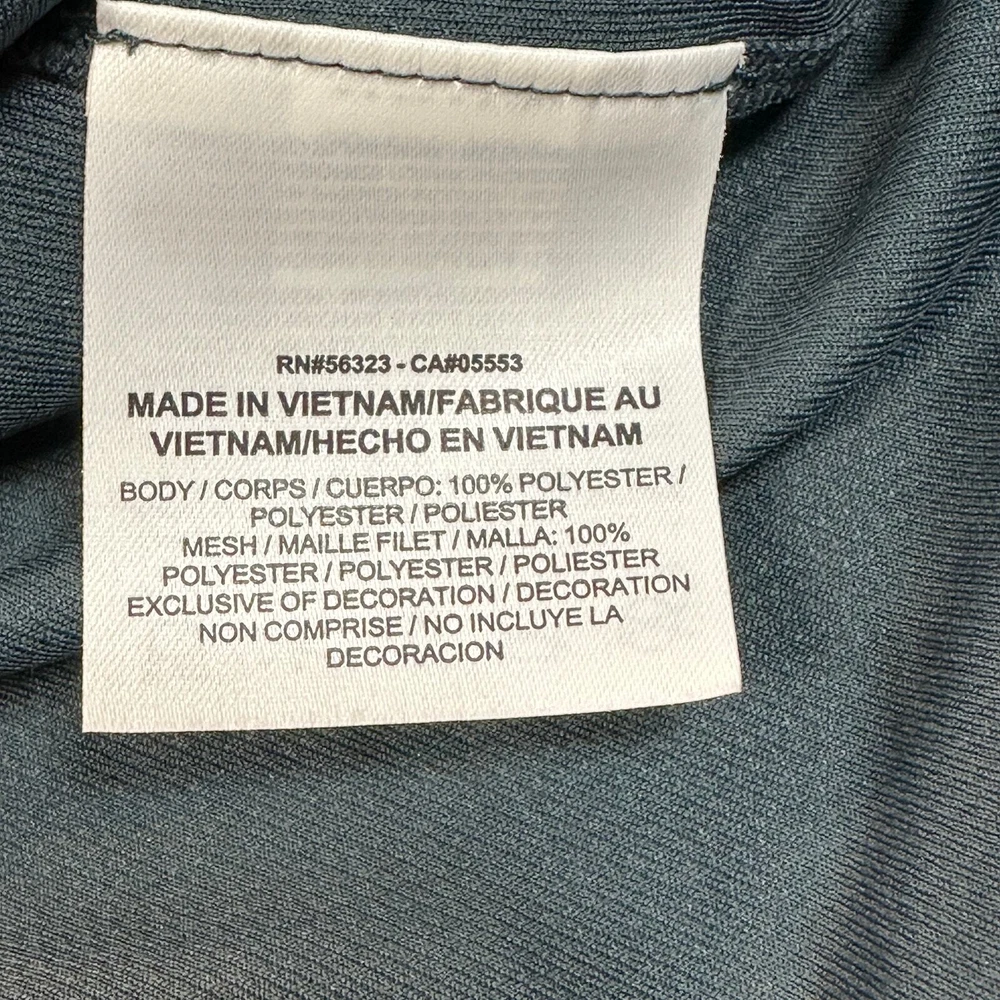 RN#56323 - CA#05553
MADE IN VIETNAM/FABRIQUE AU
VIETNAM/HECHO EN VIETNAM
BODY / CORPS / CUERPO: 100% POLYESTER /
POLYESTER / POLIESTER
MESH / MAILLE FILET / MALLA: 100%
POLYESTER / POLYESTER / POLIESTER
EXCLUSIVE OF DECORATION / DECORATION
NON COMPRISE / NO INCLUYE LA
DECORACION